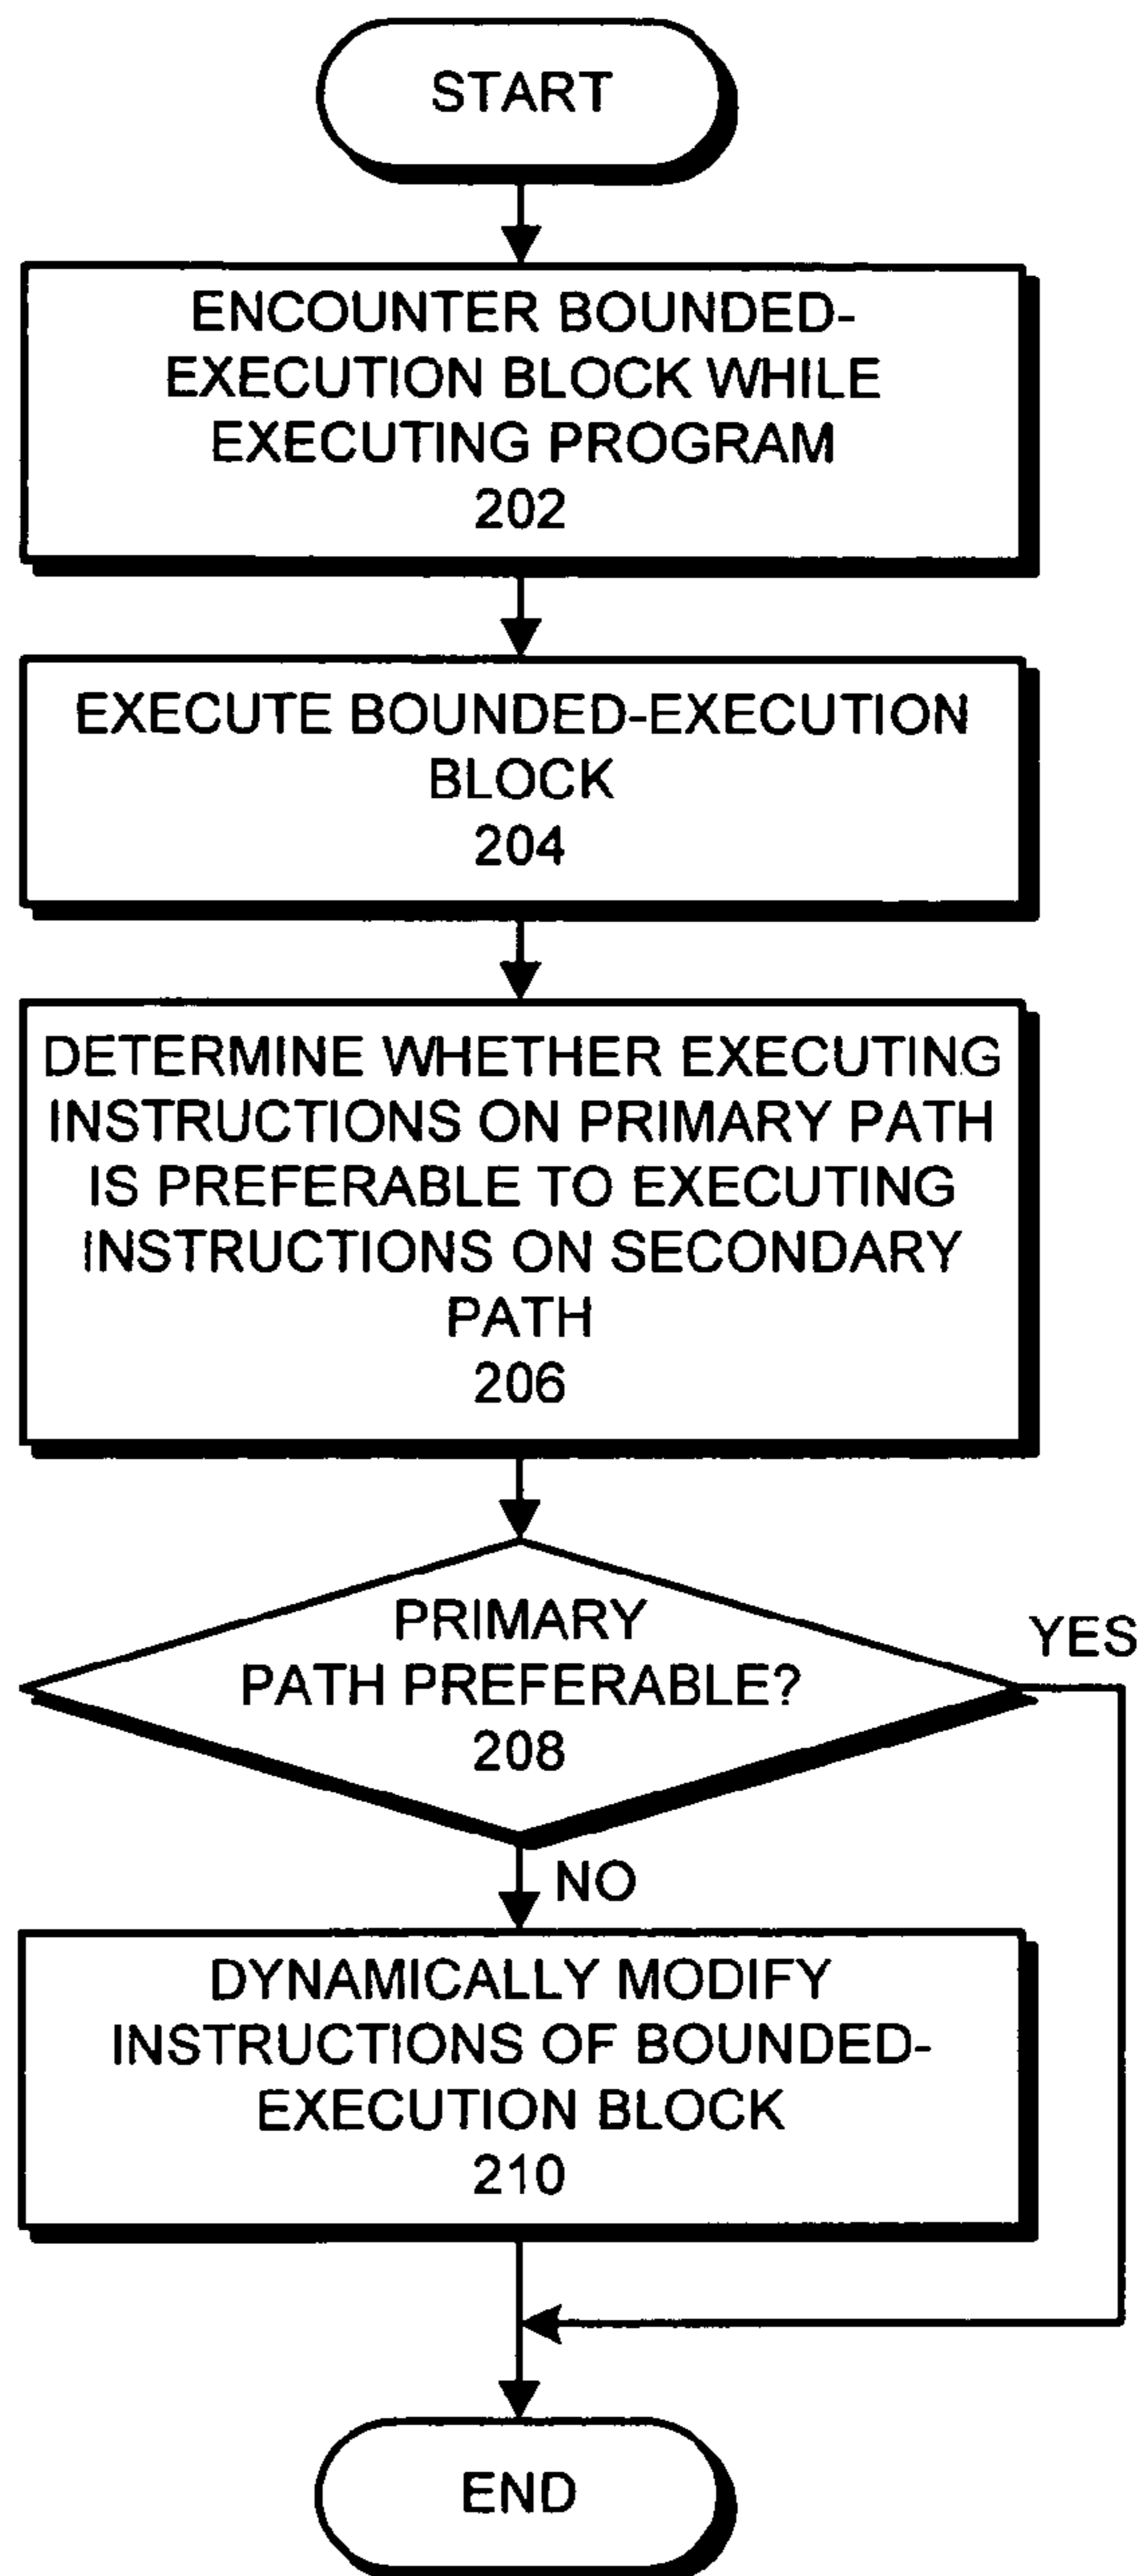 START
ENCOUNTER BOUNDED-
EXECUTION BLOCK WHILE
EXECUTING PROGRAM
202
EXECUTE BOUNDED-EXECUTION
BLOCK
204
DETERMINE WHETHER EXECUTING
INSTRUCTIONS ON PRIMARY PATH
IS PREFERABLE TO EXECUTING
INSTRUCTIONS ON SECONDARY
PATH
206
PRIMARY
PATH PREFERABLE?
208
YES
NO
DYNAMICALLY MODIFY
INSTRUCTIONS OF BOUNDED-
EXECUTION BLOCK
210
END